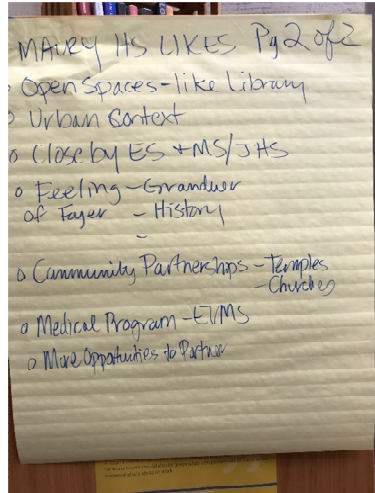 MAURY HS LIKES Pg 2 of 2
o Open Spaces - like Library
o Urban Context
o Close by ES + MS/JHS
o Feeling - Grandeur
of Foyer - History
-
o Community Partnerships - Temples
- Churches
o Medical Program - EVMS
o More Opportunities to Partner